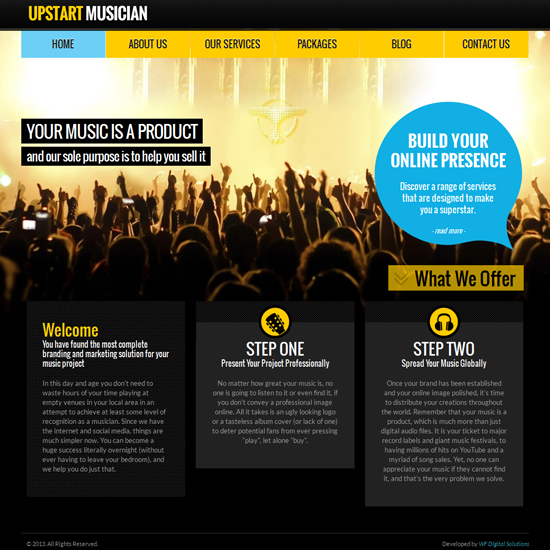 UPSTART MUSICIAN
HOME ABOUT US OUR SERVICES PACKAGES BLOG CONTACT US
YOUR MUSIC IS A PRODUCT
and our sole purpose is to help you sell it
BUILD YOUR
ONLINE PRESENCE
Discover a range of services
that are designed to make
you a superstar.
- read more -
What We Offer
Welcome
You have found the most complete
branding and marketing solution for your
music project
In this day and age you don't need to
waste hours of your time playing at
empty venues in your local area in an
attempt to achieve at least some level of
recognition as a musician. Since we have
the internet and social media, things are
much simpler now. You can become a
huge success literally overnight (without
ever having to leave your bedroom), and
we help you do just that.
STEP ONE
Present Your Project Professionally
No matter how great your music is, no
one is going to listen to it or even find it, if
you don't convey a professional image
online. All it takes is an ugly looking logo
or a tasteless album cover (or lack of one)
to deter potential fans from ever pressing
"play", let alone "buy".
STEP TWO
Spread Your Music Globally
Once your brand has been established
and your online image polished, it's time
to distribute your creations throughout
the world. Remember that your music is a
product, which is much more than just
digital audio files. It is your ticket to major
record labels and giant music festivals, to
having millions of hits on YouTube and a
myriad of song sales. Yet, no one can
appreciate your music if they cannot find
it, and that's the very problem we solve.
© 2013. All Rights Reserved.
Developed by WP Digital Solutions